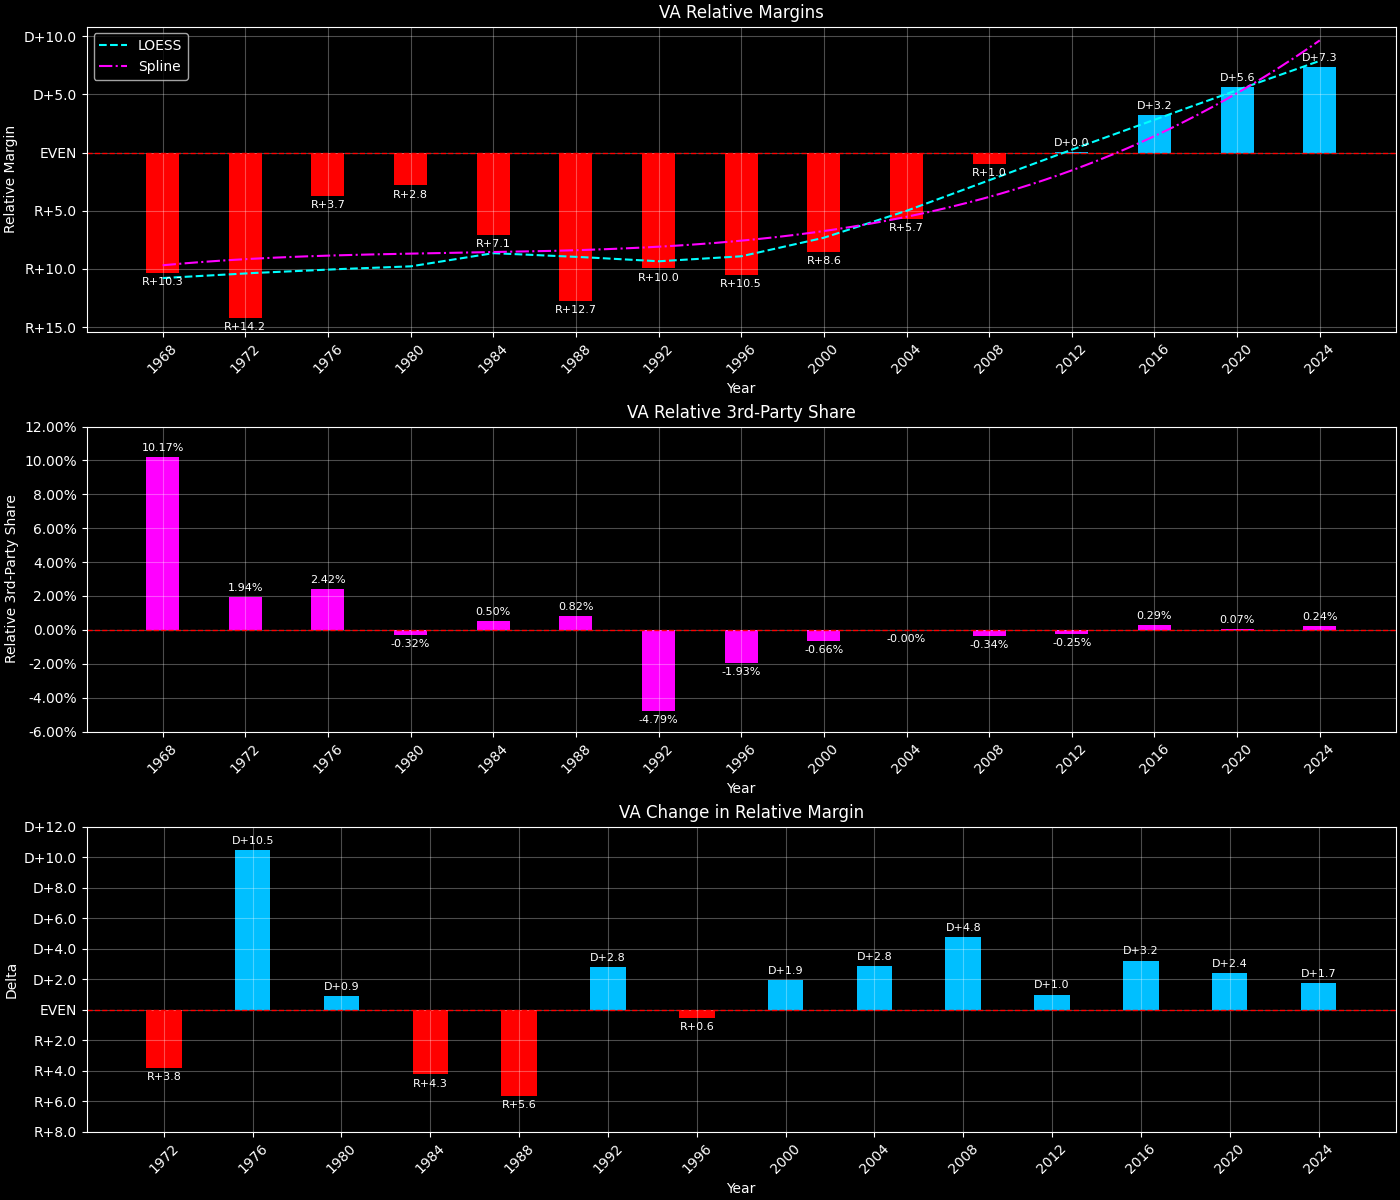 VA Relative Margins
LOESS
Spline
Relative Margin
D+10.0
D+5.0
EVEN
R+5.0
R+10.0
R+15.0
R+10.3
R+14.2
R+3.7
R+2.8
R+7.1
R+12.7
R+10.0
R+10.5
R+8.6
R+5.7
R+1.0
D+0.0
D+3.2
D+5.6
D+7.3
1968
1972
1976
1980
1984
1988
1992
1996
2000
2004
2008
2012
2016
2020
2024
Year
VA Relative 3rd-Party Share
Relative 3rd-Party Share
12.00%
10.00%
8.00%
6.00%
4.00%
2.00%
0.00%
-2.00%
-4.00%
-6.00%
10.17%
1.94%
2.42%
-0.32%
0.50%
0.82%
-4.79%
-1.93%
-0.66%
-0.00%
-0.34%
-0.25%
0.29%
0.07%
0.24%
1968
1972
1976
1980
1984
1988
1992
1996
2000
2004
2008
2012
2016
2020
2024
Year
VA Change in Relative Margin
Delta
D+12.0
D+10.0
D+8.0
D+6.0
D+4.0
D+2.0
EVEN
R+2.0
R+4.0
R+6.0
R+8.0
R+3.8
D+10.5
D+0.9
R+4.3
R+5.6
D+2.8
R+0.6
D+1.9
D+2.8
D+4.8
D+1.0
D+3.2
D+2.4
D+1.7
1972
1976
1980
1984
1988
1992
1996
2000
2004
2008
2012
2016
2020
2024
Year